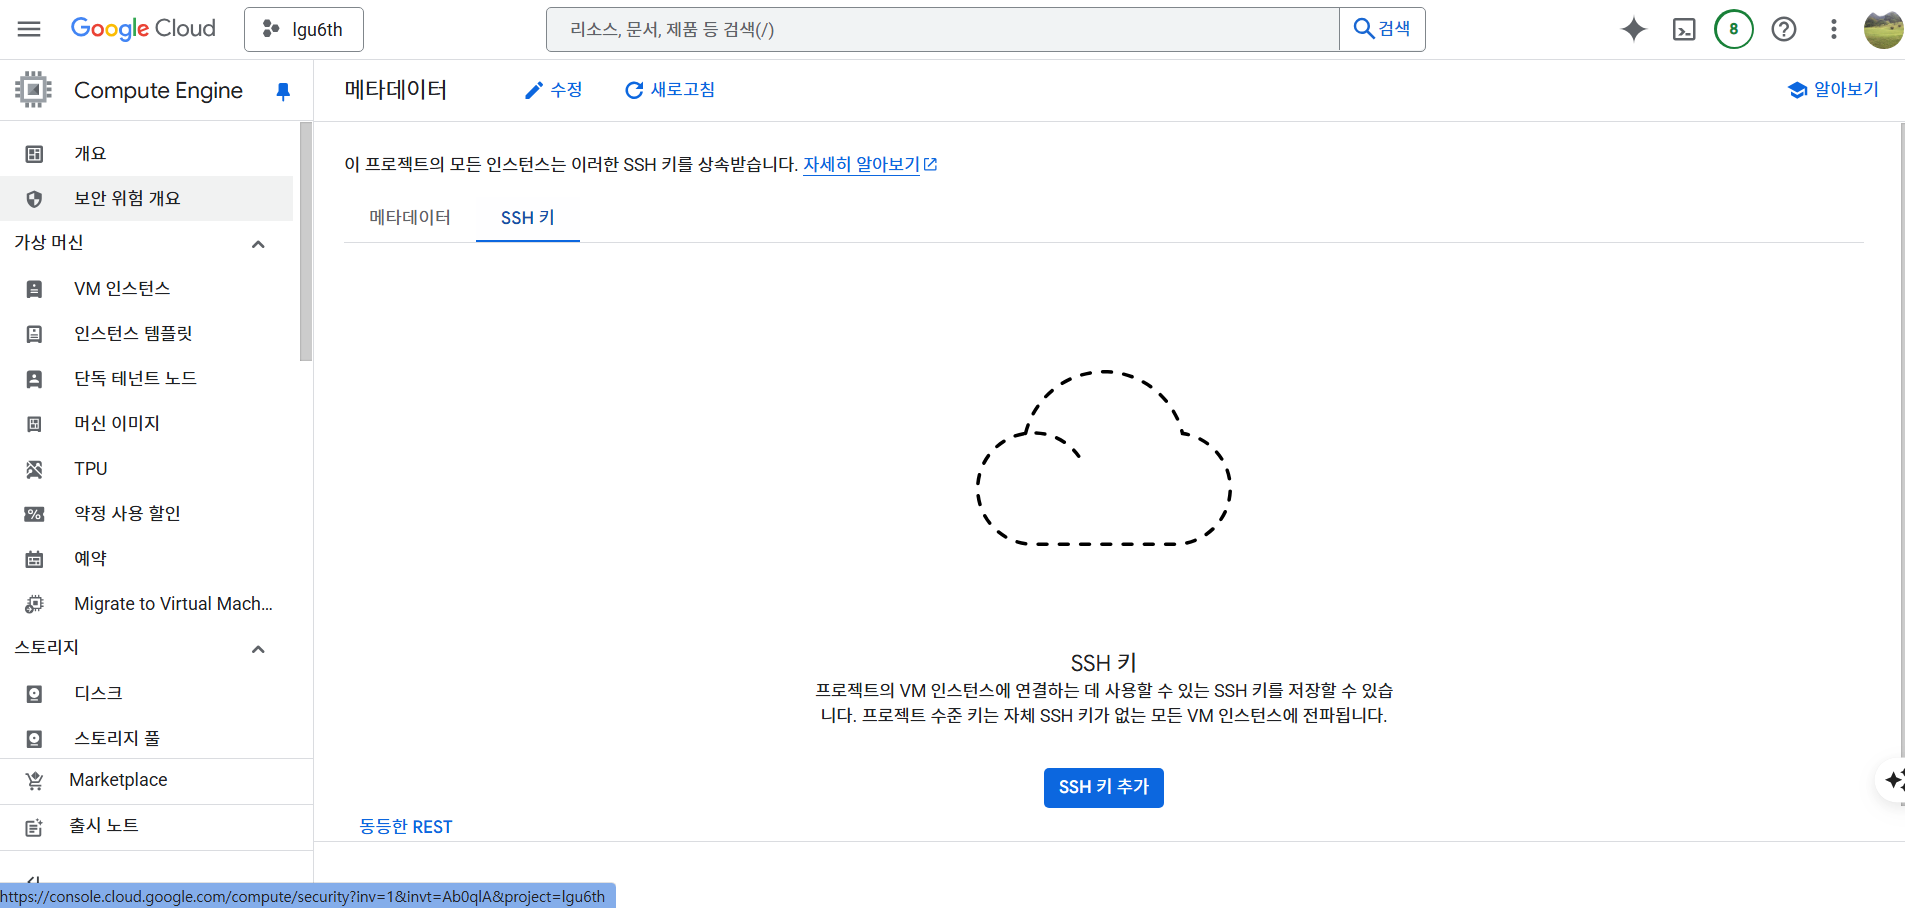 Google Cloud
lgu6th
리소스, 문서, 제품 등 검색(/)
검색
8
Compute Engine
메타데이터
수정
새로고침
알아보기
개요
보안 위험 개요
가상 머신
VM 인스턴스
인스턴스 템플릿
단독 테넌트 노드
머신 이미지
TPU
약정 사용 할인
예약
Migrate to Virtual Mach...
스토리지
디스크
스토리지 풀
Marketplace
출시 노트
이 프로젝트의 모든 인스턴스는 이러한 SSH 키를 상속받습니다. 자세히 알아보기
메타데이터
SSH 키
SSH 키
프로젝트의 VM 인스턴스에 연결하는 데 사용할 수 있는 SSH 키를 저장할 수 있습
니다. 프로젝트 수준 키는 자체 SSH 키가 없는 모든 VM 인스턴스에 전파됩니다.
SSH 키 추가
동등한 REST
https://console.cloud.google.com/compute/security?inv=1&invt=Ab0qlA&project=lgu6th